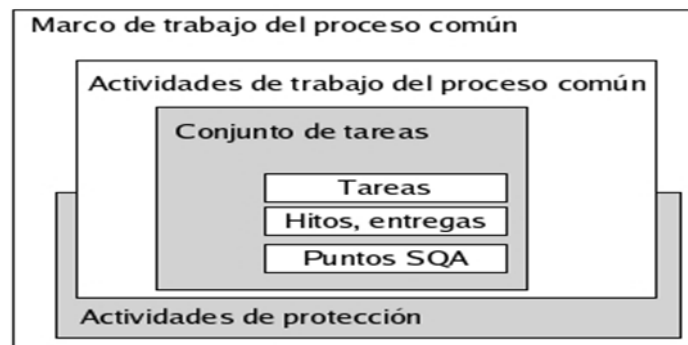 Marco de trabajo del proceso común
Actividades de trabajo del proceso común
Conjunto de tareas
Tareas
Hitos, entregas
Puntos SQA
Actividades de protección